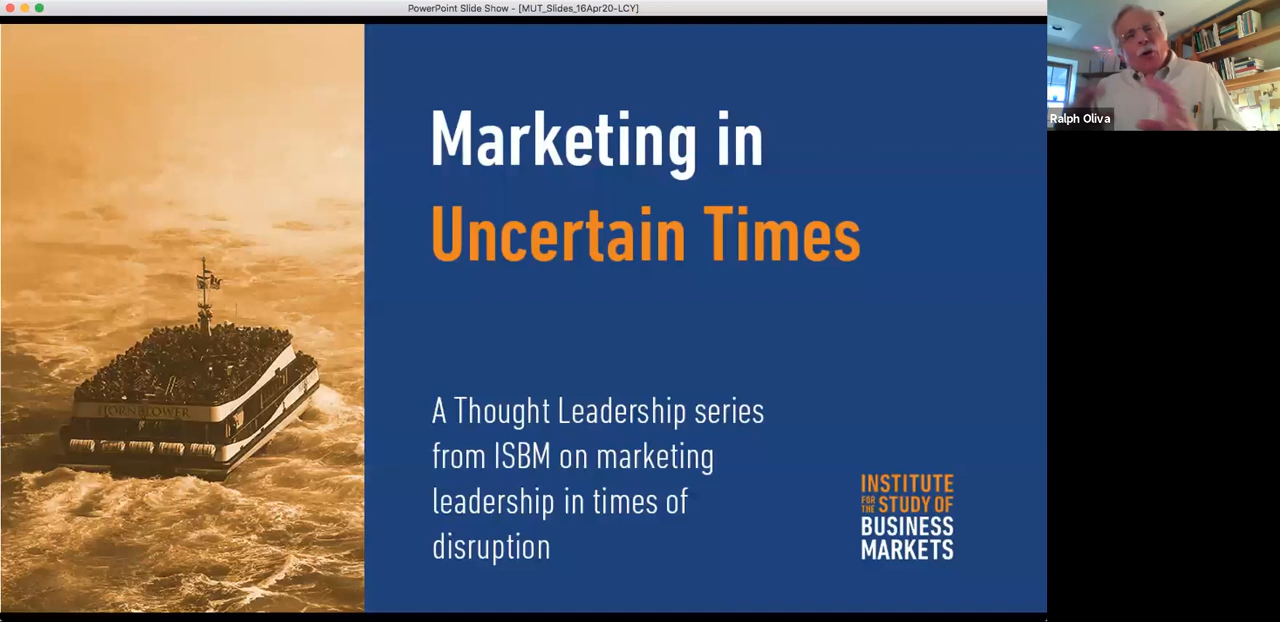 PowerPoint Slide Show - [MUT_Slides_16Apr20-LCY]
Marketing in
Uncertain Times
A Thought Leadership series
from ISBM on marketing
leadership in times of
disruption
INSTITUTE
FOR THE STUDY OF
BUSINESS
MARKETS
HORNBLOWER
Ralph Oliva